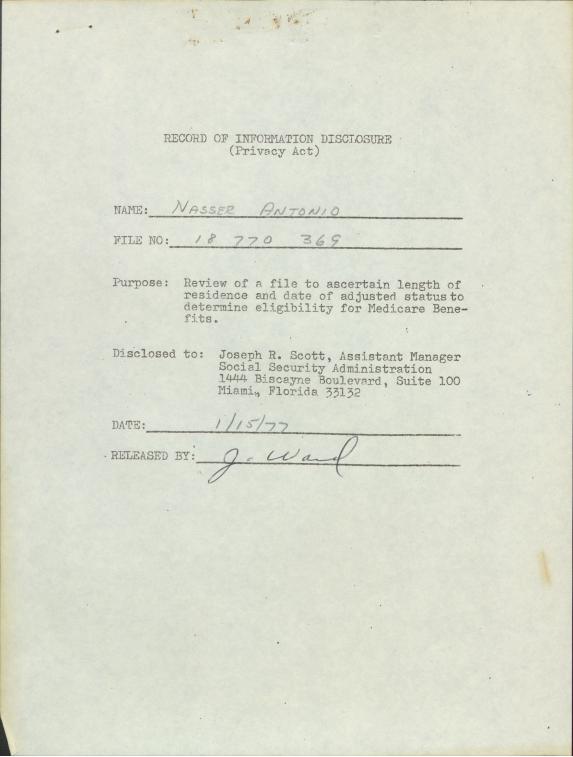 RECORD OF INFORMATION DISCLOSURE
(Privacy Act)
NAME: NASSER ANTONIO
FILE NO: 18 770 369
Purpose: Review of a file to ascertain length of
residence and date of adjusted status to
determine eligibility for Medicare Bene-
fits.
Disclosed to: Joseph R. Scott, Assistant Manager
Social Security Administration
1444 Biscayne Boulevard, Suite 100
Miami, Florida 33132
DATE: 1/15/77
RELEASED BY: J. Ward